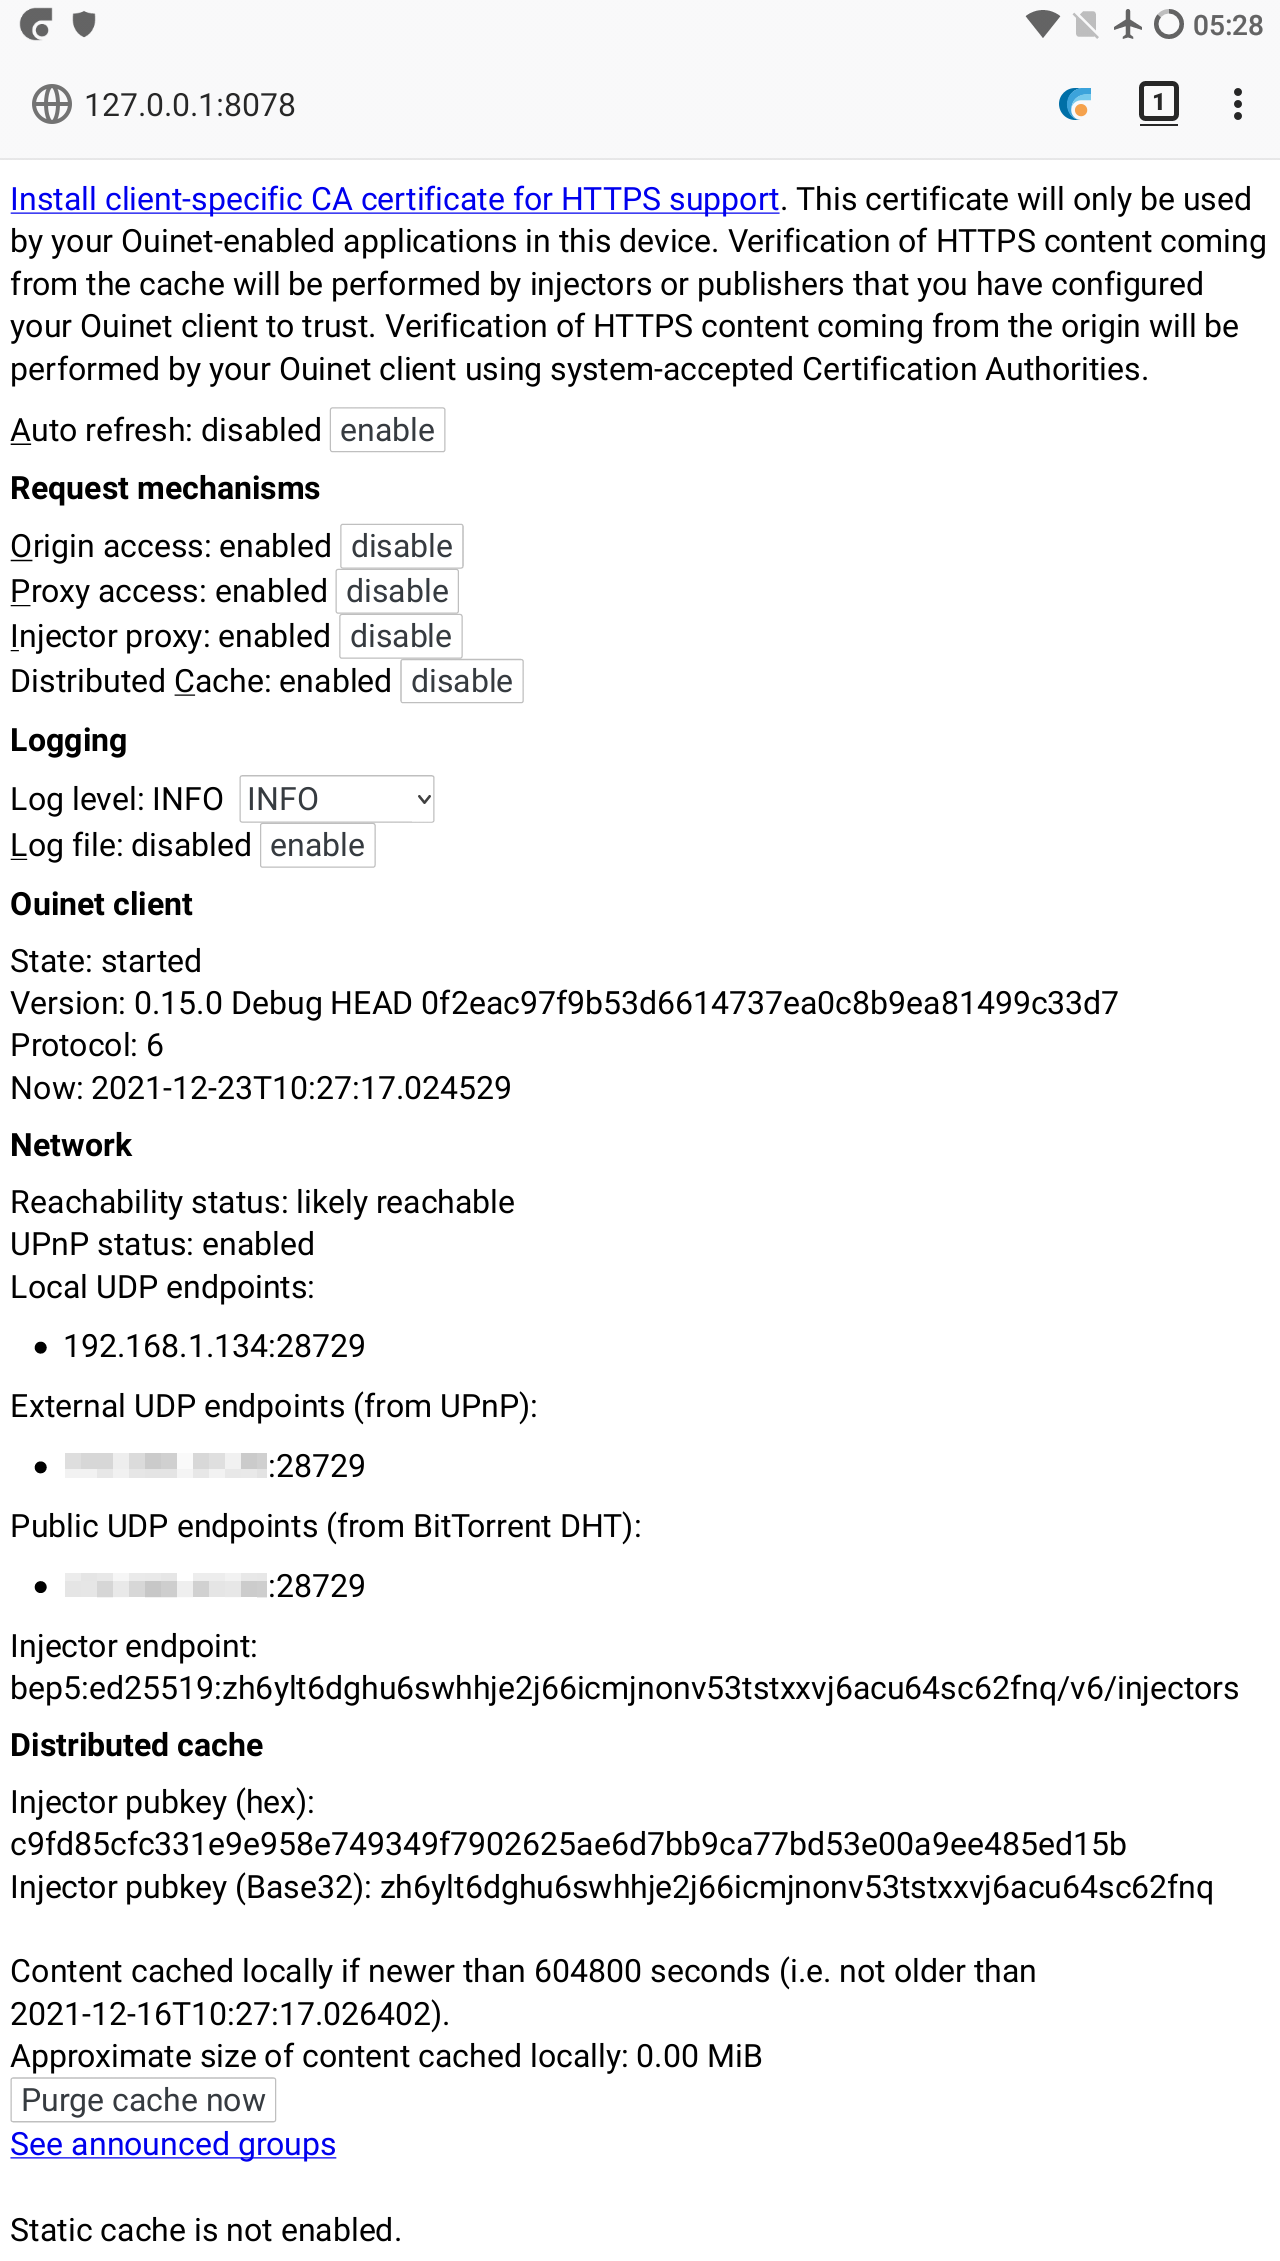 05:28
127.0.0.1:8078
1
Install client-specific CA certificate for HTTPS support. This certificate will only be used
by your Ouinet-enabled applications in this device. Verification of HTTPS content coming
from the cache will be performed by injectors or publishers that you have configured
your Ouinet client to trust. Verification of HTTPS content coming from the origin will be
performed by your Ouinet client using system-accepted Certification Authorities.
Auto refresh: disabled enable
Request mechanisms
Origin access: enabled disable
Proxy access: enabled disable
Injector proxy: enabled disable
Distributed Cache: enabled disable
Logging
Log level: INFO INFO
Log file: disabled enable
Ouinet client
State: started
Version: 0.15.0 Debug HEAD 0f2eac97f9b53d6614737ea0c8b9ea81499c33d7
Protocol: 6
Now: 2021-12-23T10:27:17.024529
Network
Reachability status: likely reachable
UPnP status: enabled
Local UDP endpoints:
• 192.168.1.134:28729
External UDP endpoints (from UPnP):
• :28729
Public UDP endpoints (from BitTorrent DHT):
• :28729
Injector endpoint:
bep5:ed25519:zh6ylt6dghu6swhhje2j66icmjnonv53tstxxvj6acu64sc62fnq/v6/injectors
Distributed cache
Injector pubkey (hex):
c9fd85cfc331e9e958e749349f7902625ae6d7bb9ca77bd53e00a9ee485ed15b
Injector pubkey (Base32): zh6ylt6dghu6swhhje2j66icmjnonv53tstxxvj6acu64sc62fnq
Content cached locally if newer than 604800 seconds (i.e. not older than
2021-12-16T10:27:17.026402).
Approximate size of content cached locally: 0.00 MiB
Purge cache now
See announced groups
Static cache is not enabled.